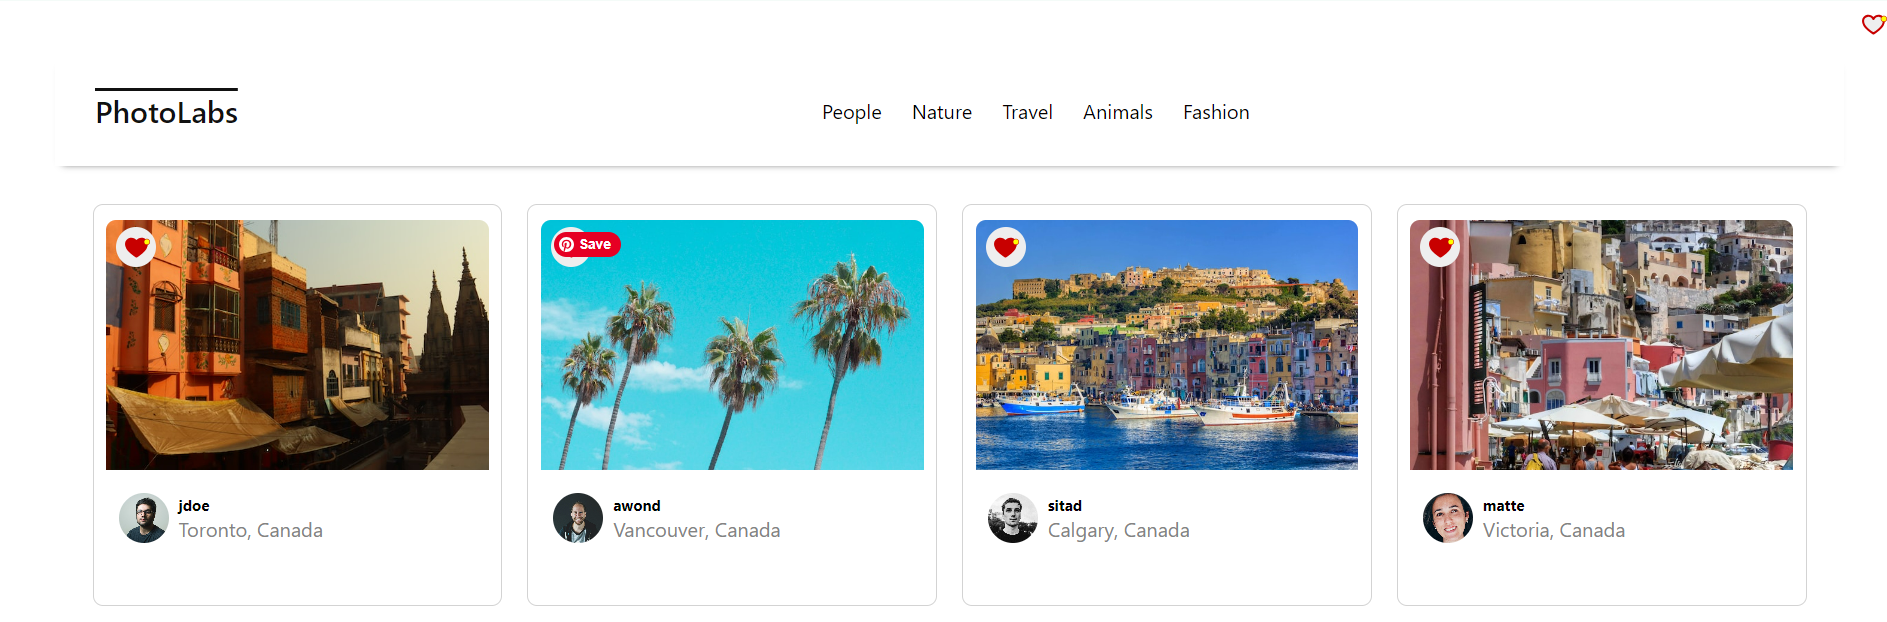 PhotoLabs
People Nature Travel Animals Fashion
Save
jdoe
Toronto, Canada
awond
Vancouver, Canada
sitad
Calgary, Canada
matte
Victoria, Canada